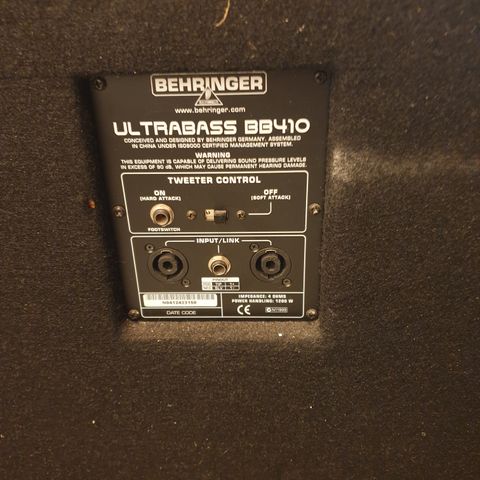 BEHRINGER
www.behringer.com
ULTRABASS BB410
CONCEIVED AND DESIGNED BY BEHRINGER GERMANY. ASSEMBLED
IN CHINA UNDER ISO9000 CERTIFIED MANAGEMENT SYSTEM.
WARNING
THIS EQUIPMENT IS CAPABLE OF DELIVERING SOUND PRESSURE LEVELS
IN EXCESS OF 90 dB, WHICH MAY CAUSE PERMANENT HEARING DAMAGE.
TWEETER CONTROL
ON OFF
(HARD ATTACK) (SOFT ATTACK)
FOOTSWITCH
INPUT/LINK
IMPEDANCE: 4 OHMS
POWER HANDLING: 1200 W
DATE CODE CE